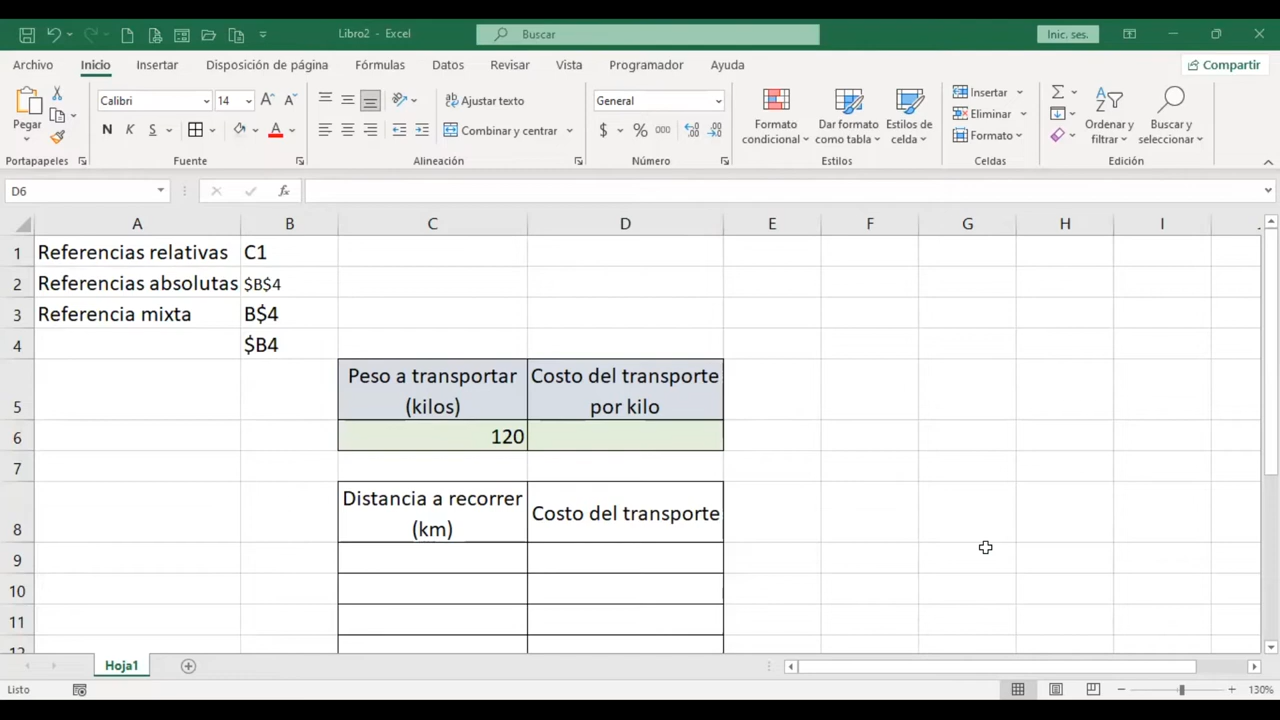 Libro2 - Excel
Buscar
Inic. ses.
Archivo Inicio Insertar Disposición de página Fórmulas Datos Revisar Vista Programador Ayuda
Compartir
Pegar
Calibri 14
N K S
Ajustar texto
Combinar y centrar
General
$ % 000
Formato condicional
Dar formato como tabla
Estilos de celda
Insertar
Eliminar
Formato
Ordenar y filtrar
Buscar y seleccionar
Portapapeles Fuente Alineación Número Estilos Celdas Edición
D6
fx
A B C D E F G H I
1 Referencias relativas C1
2 Referencias absolutas $B$4
3 Referencia mixta B$4
4 $B4
Peso a transportar Costo del transporte
5 (kilos) por kilo
6 120
7
Distancia a recorrer Costo del transporte
8 (km)
9
10
11
12
Hoja1
Listo
130%